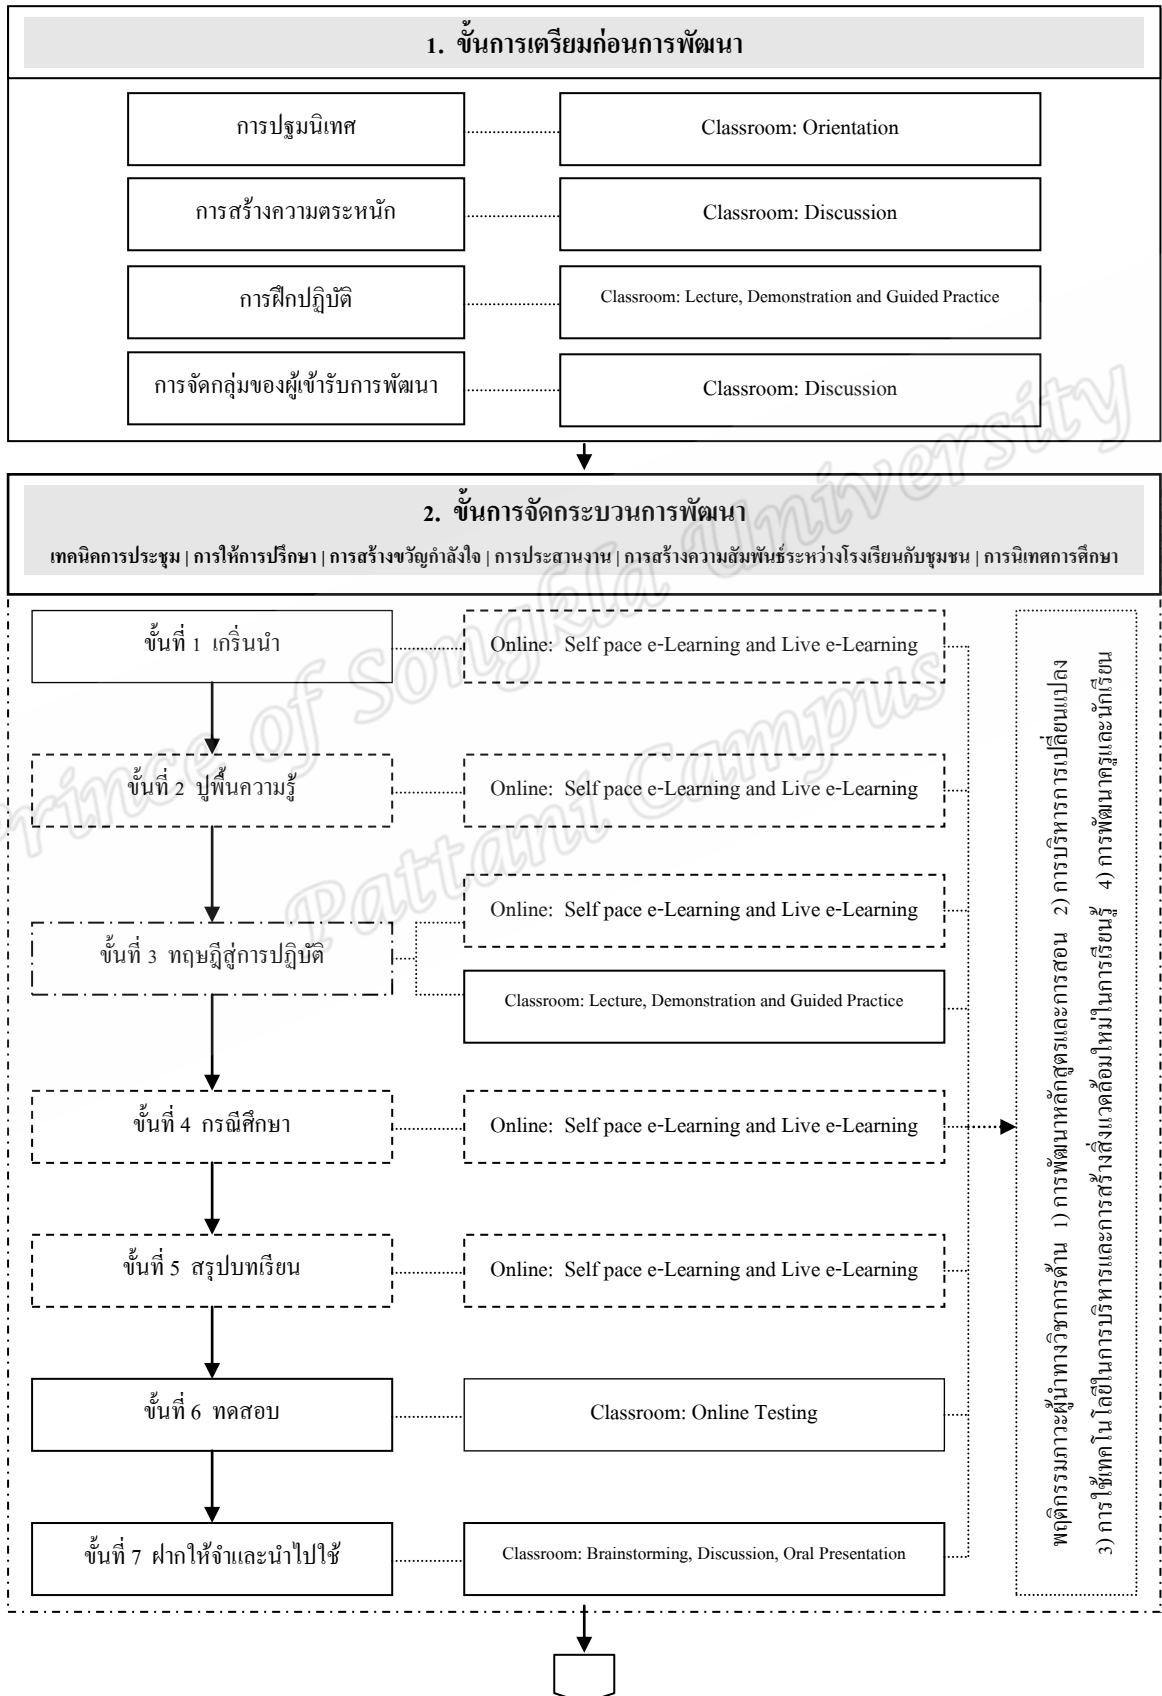 1. ขั้นการเตรียมก่อนการพัฒนา
การปฐมนิเทศ
Classroom: Orientation
การสร้างความตระหนัก
Classroom: Discussion
การฝึกปฏิบัติ
Classroom: Lecture, Demonstration and Guided Practice
การจัดกลุ่มของผู้เข้ารับการพัฒนา
Classroom: Discussion
2. ขั้นการจัดกระบวนการพัฒนา
เทคนิคการประชุม | การให้การปรึกษา | การสร้างขวัญกำลังใจ | การประสานงาน | การสร้างความสัมพันธ์ระหว่างโรงเรียนกับชุมชน | การนิเทศการศึกษา
ขั้นที่ 1 เกริ่นนำ
Online: Self pace e-Learning and Live e-Learning
ขั้นที่ 2 ปูพื้นความรู้
Online: Self pace e-Learning and Live e-Learning
ขั้นที่ 3 ทฤษฎีสู่การปฏิบัติ
Online: Self pace e-Learning and Live e-Learning
Classroom: Lecture, Demonstration and Guided Practice
ขั้นที่ 4 กรณีศึกษา
Online: Self pace e-Learning and Live e-Learning
ขั้นที่ 5 สรุปบทเรียน
Online: Self pace e-Learning and Live e-Learning
ขั้นที่ 6 ทดสอบ
Classroom: Online Testing
ขั้นที่ 7 ฝากให้จำและนำไปใช้
Classroom: Brainstorming, Discussion, Oral Presentation
พฤติกรรมภาวะผู้นำทางวิชาการด้าน 1) การพัฒนาหลักสูตรและการสอน 2) การบริหารการเปลี่ยนแปลง
3) การใช้เทคโนโลยีในการบริหารและการสร้างสิ่งแวดล้อมใหม่ในการเรียนรู้ 4) การพัฒนาครูและนักเรียน
Prince of Songkla University
Pattani Campus